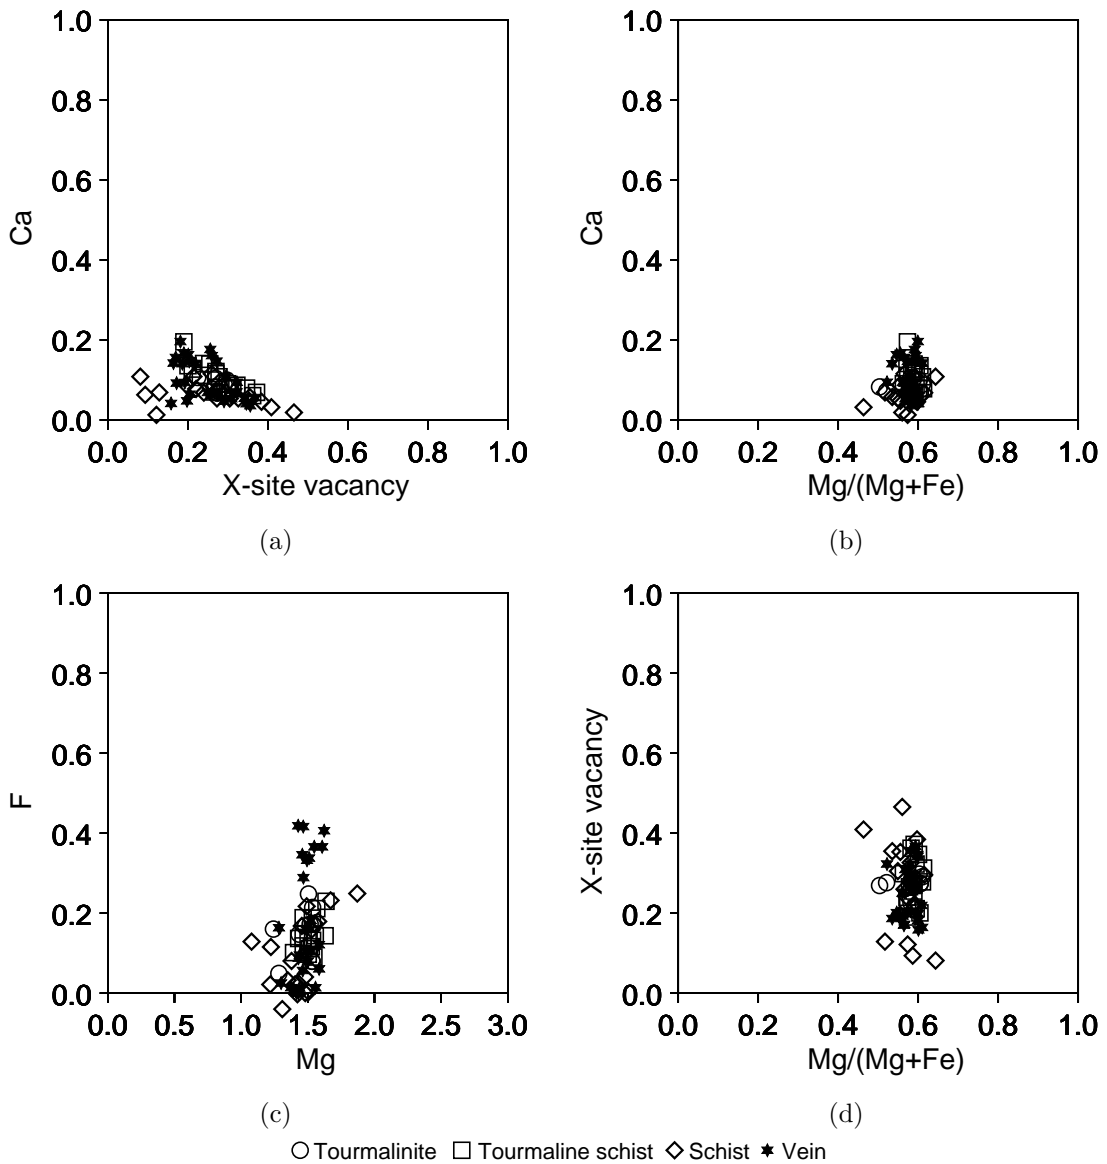 1.0
0.8
0.6
0.4
0.2
0.0
Ca
0.0 0.2 0.4 0.6 0.8 1.0
X-site vacancy
(a)
1.0
0.8
0.6
0.4
0.2
0.0
Ca
0.0 0.2 0.4 0.6 0.8 1.0
Mg/(Mg+Fe)
(b)
1.0
0.8
0.6
0.4
0.2
0.0
F
0.0 0.5 1.0 1.5 2.0 2.5 3.0
Mg
(c)
1.0
0.8
0.6
0.4
0.2
0.0
X-site vacancy
0.0 0.2 0.4 0.6 0.8 1.0
Mg/(Mg+Fe)
(d)
Tourmalinite Tourmaline schist Schist Vein